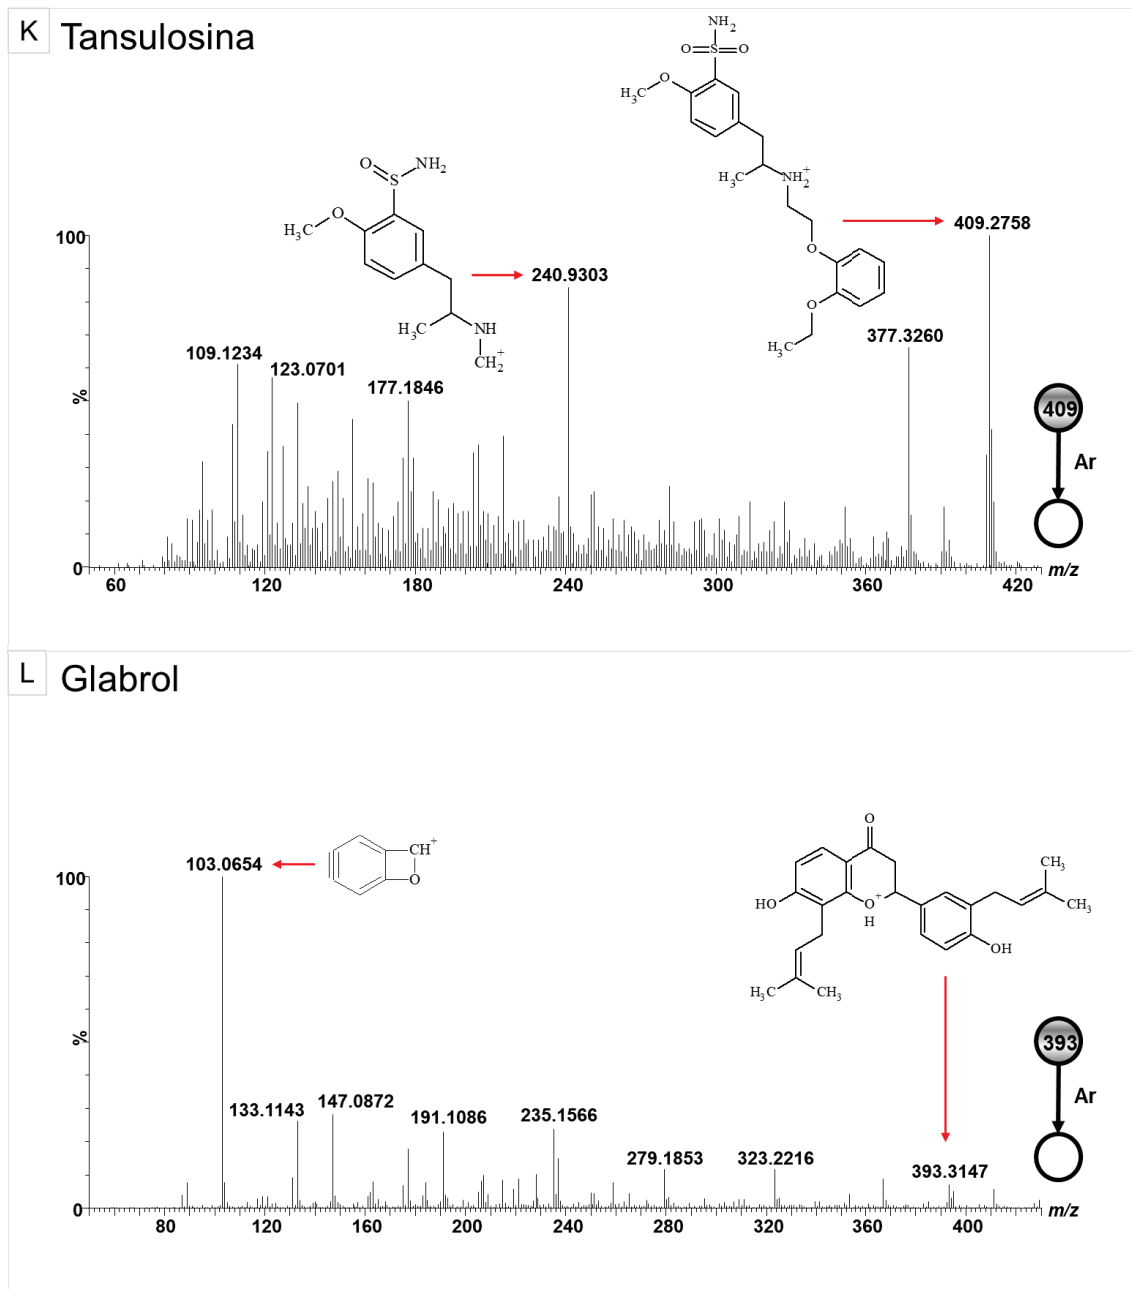 K Tansulosina
NH2
O S O
O
H3C
H3C NH2+
O
O
H3C
409.2758
O NH2
S
O
H3C
H3C NH
CH2+
240.9303
377.3260
109.1234
123.0701
177.1846
100
%
0
60 120 180 240 300 360 420 m/z
409
Ar
L Glabrol
103.0654
CH+
O
O
HO O+
H
CH3
CH3
OH
H3C CH3
100
%
0
133.1143
147.0872
191.1086
235.1566
279.1853
323.2216
393.3147
393
Ar
80 120 160 200 240 280 320 360 400 m/z